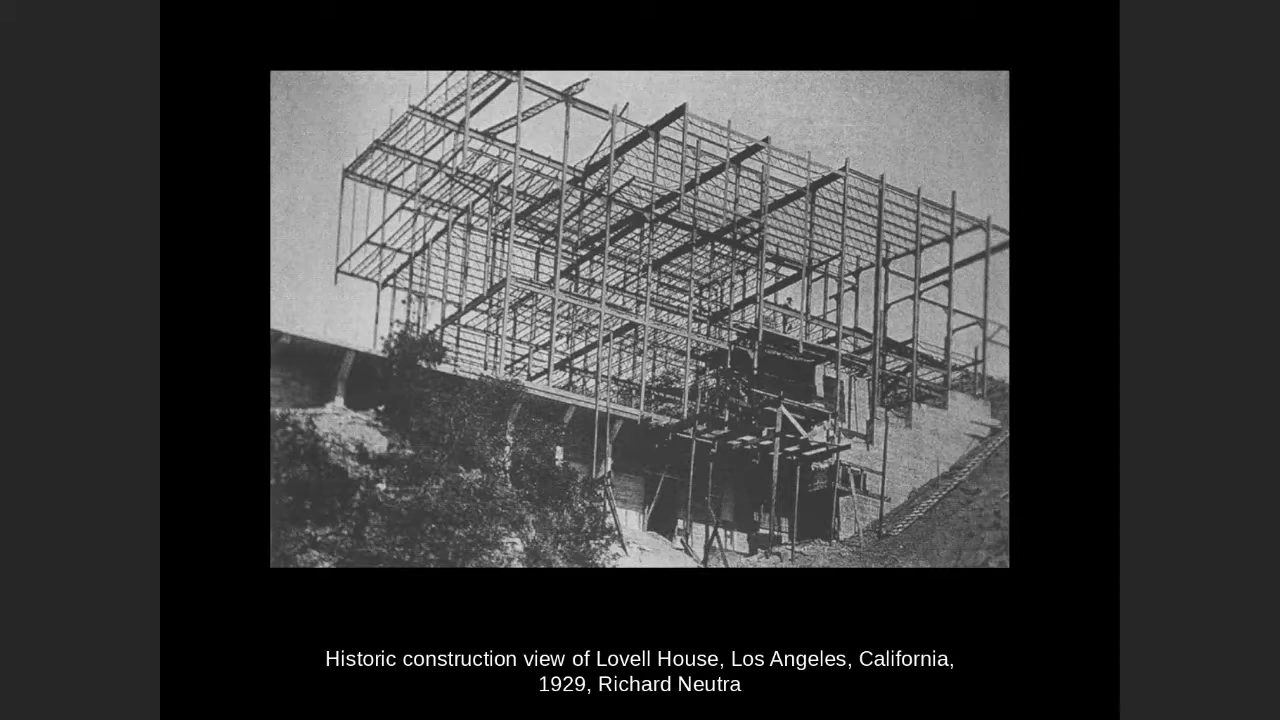 Historic construction view of Lovell House, Los Angeles, California,
1929, Richard Neutra